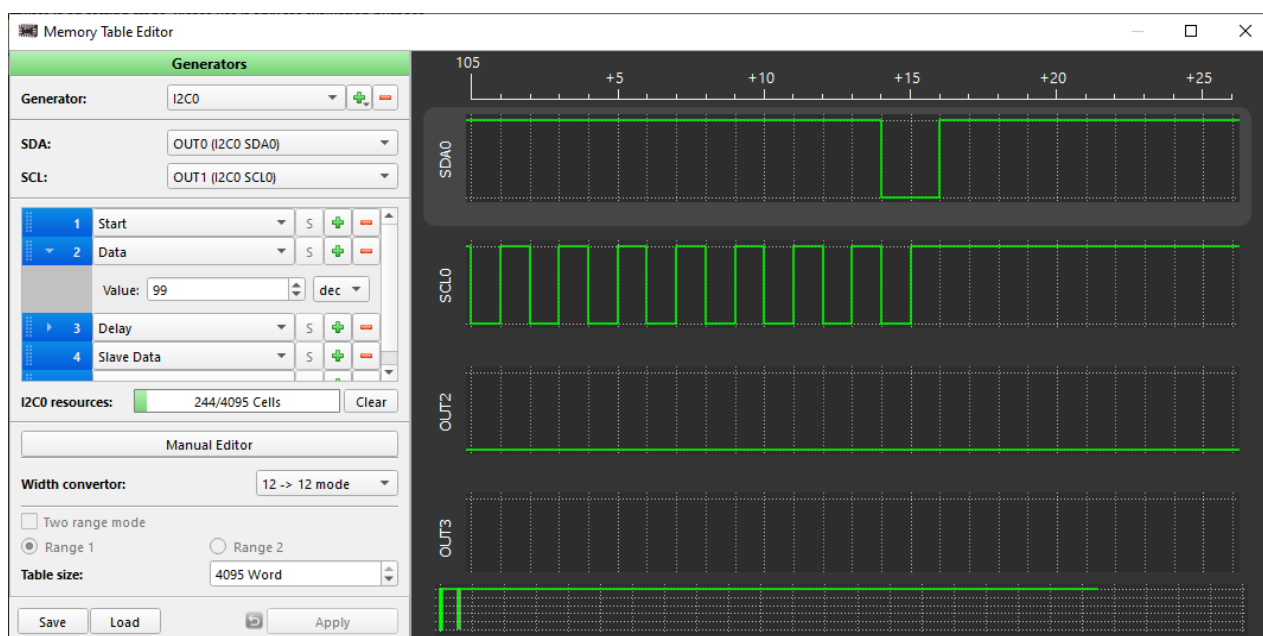 Memory Table Editor
Generators
Generator: I2C0
SDA: OUT0 (I2C0 SDA0)
SCL: OUT1 (I2C0 SCL0)
1 Start S
2 Data S
Value: 99 dec
3 Delay S
4 Slave Data S
I2C0 resources: 244/4095 Cells Clear
Manual Editor
Width convertor: 12 -> 12 mode
Two range mode
Range 1 Range 2
Table size: 4095 Word
Save Load Apply
105 +5 +10 +15 +20 +25
SDA0
SCL0
OUT2
OUT3